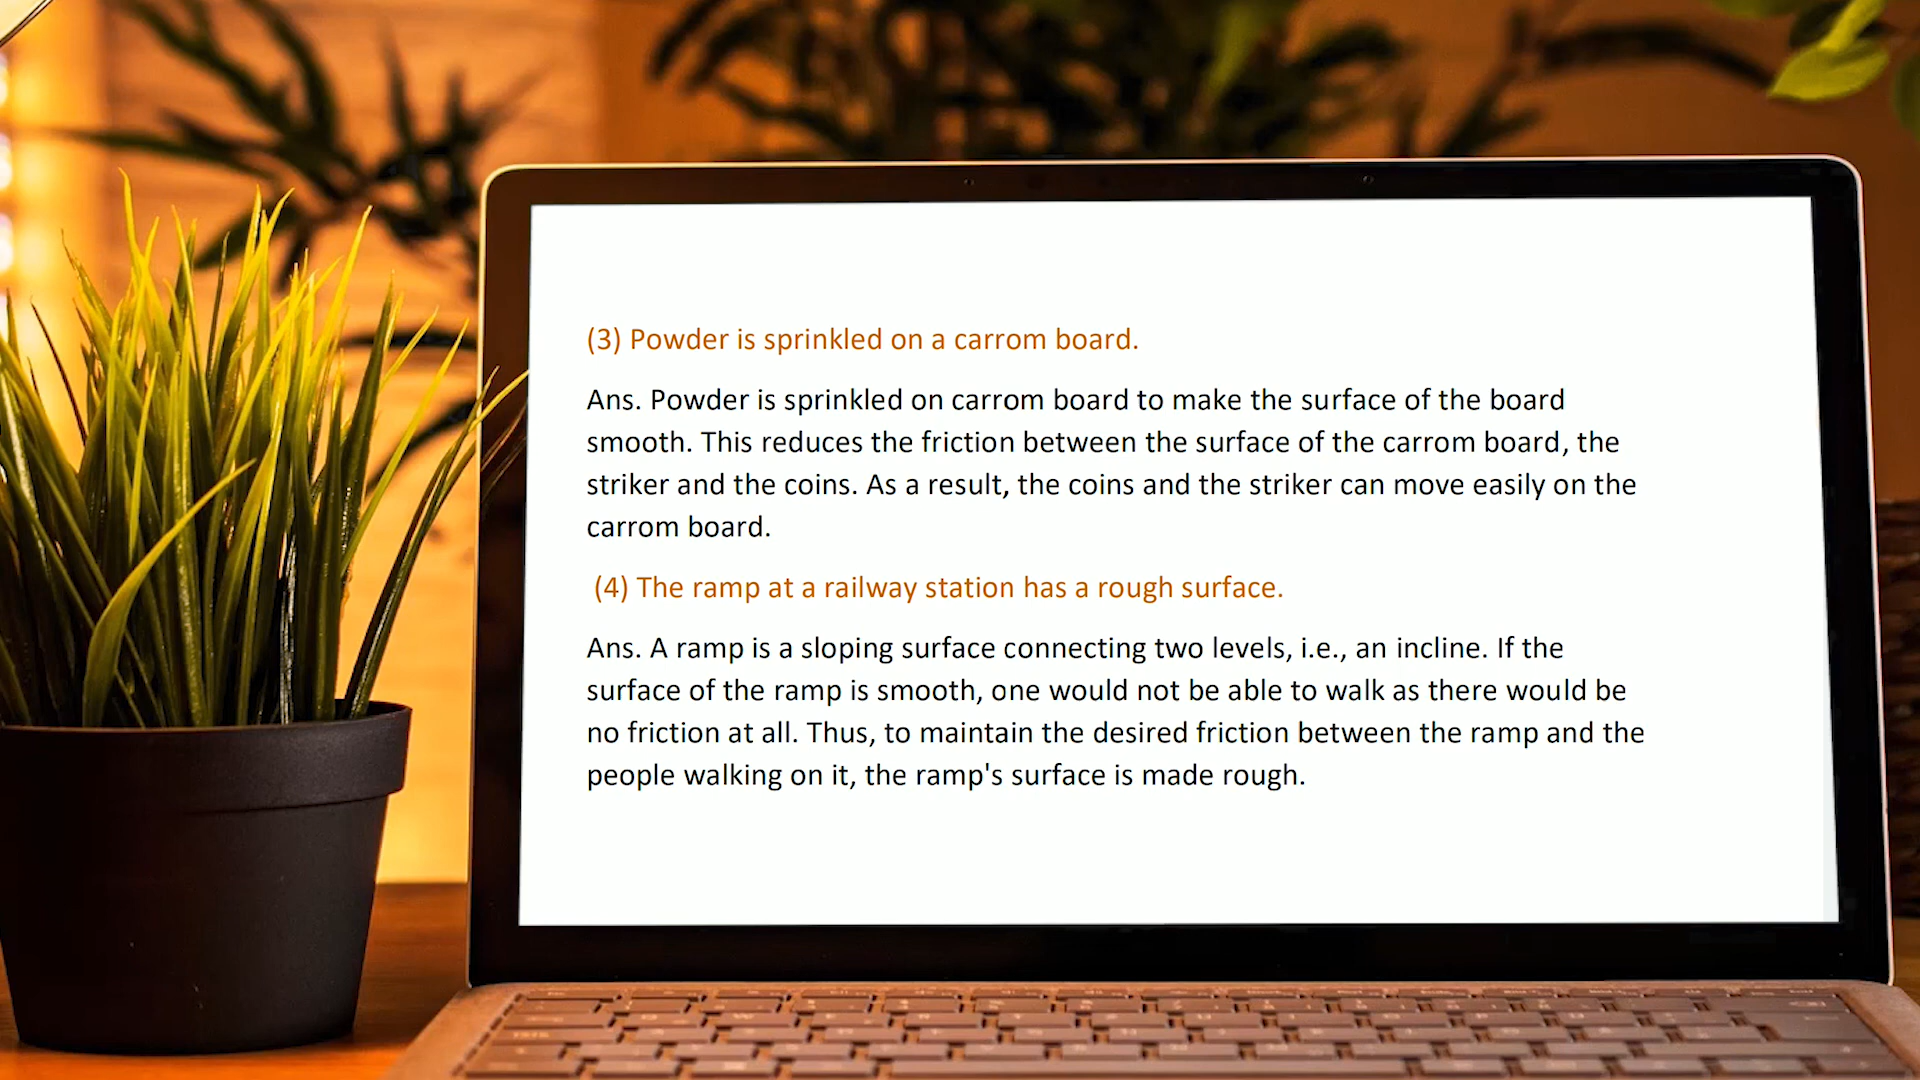 (3) Powder is sprinkled on a carrom board.
Ans. Powder is sprinkled on carrom board to make the surface of the board
smooth. This reduces the friction between the surface of the carrom board, the
striker and the coins. As a result, the coins and the striker can move easily on the
carrom board.
(4) The ramp at a railway station has a rough surface.
Ans. A ramp is a sloping surface connecting two levels, i.e., an incline. If the
surface of the ramp is smooth, one would not be able to walk as there would be
no friction at all. Thus, to maintain the desired friction between the ramp and the
people walking on it, the ramp's surface is made rough.